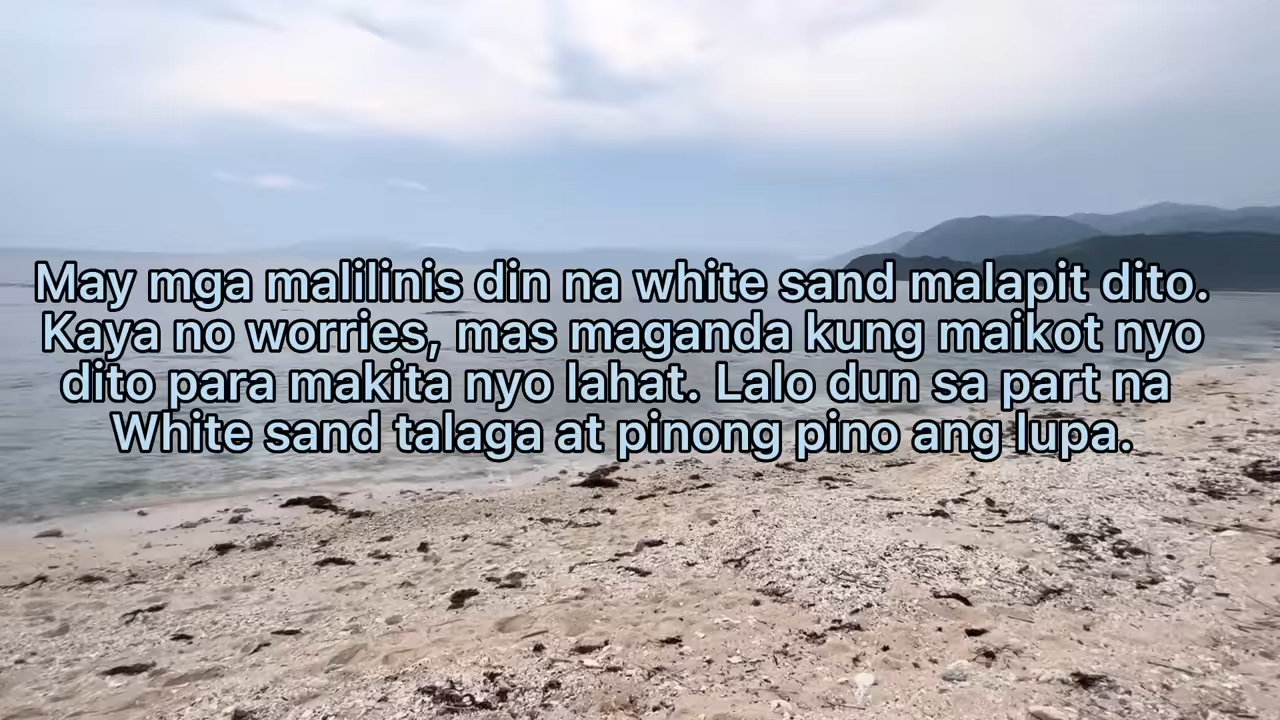 May mga malilinis din na white sand malapit dito.
Kaya no worries, mas maganda kung maikot nyo
dito para makita nyo lahat. Lalo dun sa part na
White sand talaga at pinong pino ang lupa.